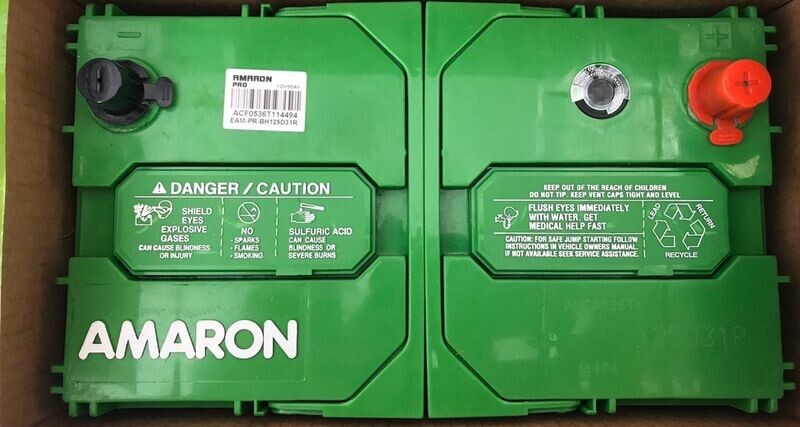 AMARON
PRO 12V/85Ah
ACF0536T114494
EAM-PR-BH125D31R
DANGER / CAUTION
SHIELD
EYES
EXPLOSIVE
GASES
CAN CAUSE BLINDNESS
OR INJURY
NO
· SPARKS
· FLAMES
· SMOKING
SULFURIC ACID
CAN CAUSE
BLINDNESS OR
SEVERE BURNS
AMARON
KEEP OUT OF THE REACH OF CHILDREN
DO NOT TIP. KEEP VENT CAPS TIGHT AND LEVEL
FLUSH EYES IMMEDIATELY
WITH WATER. GET
MEDICAL HELP FAST
LEAD
RETURN
RECYCLE
CAUTION: FOR SAFE JUMP STARTING FOLLOW
INSTRUCTIONS IN VEHICLE OWNERS MANUAL.
IF NOT AVAILABLE SEEK SERVICE ASSISTANCE.
125D31R